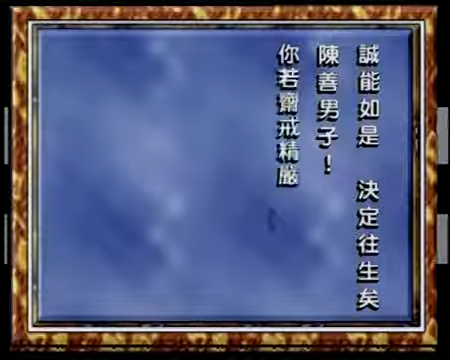 誠能如是　決定往生矣
陳善男子！
你若齋戒精嚴